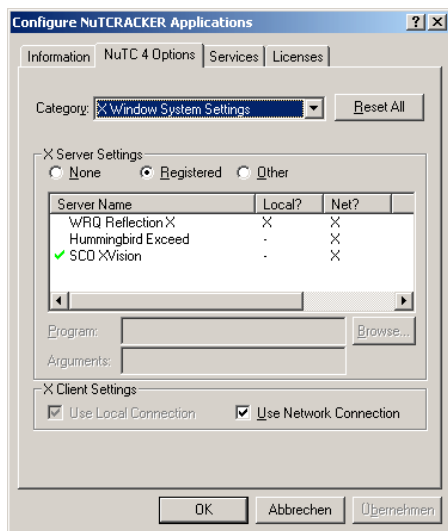 Configure NuTCRACKER Applications
Information NuTC 4 Options Services Licenses
Category: X Window System Settings Reset All
X Server Settings
None Registered Other
Server Name Local? Net?
WRQ Reflection X X X
Hummingbird Exceed - X
SCO XVision - X
Program: Browse...
Arguments:
X Client Settings
Use Local Connection Use Network Connection
OK Abbrechen Übernehmen